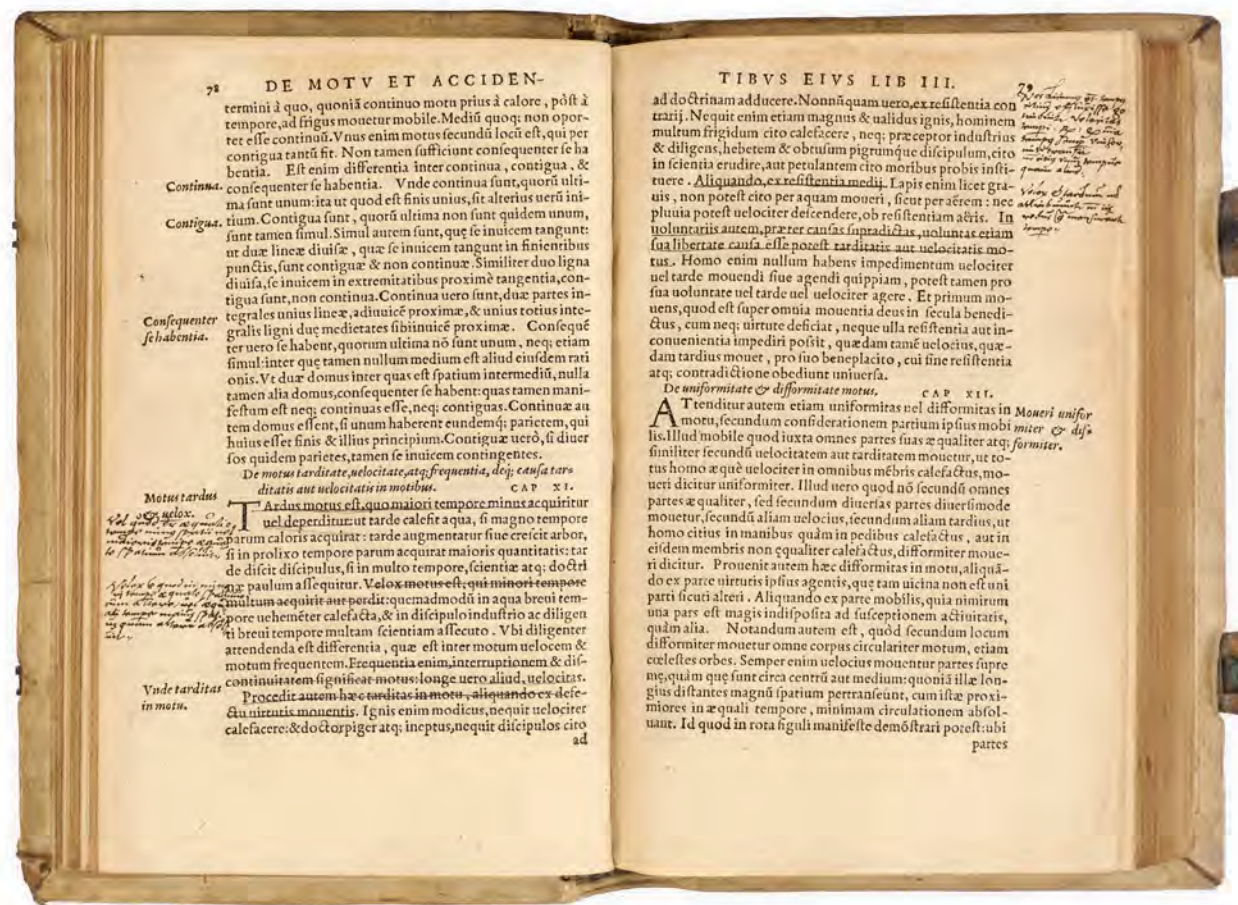 78 DE MOTV ET ACCIDEN-
termini à quo, quoniā continuo motu prius à calore, pòst à
tempore, ad frigus mouetur mobile. Mediū quoq; non opor-
tet esse continuū. Vnus enim motus secundū locū est, qui per
contigua tantū fit. Non tamen sufficiunt consequenter se ha
bentia. Est enim differentia inter continua, contigua, &
Continua. consequenter se habentia. Vnde continua sunt, quorū ulti-
ma sunt unum: ita ut quod est finis unius, sit alterius uerū ini-
Contigua. tium. Contigua sunt, quorū ultima non sunt quidem unum,
sunt tamen simul. Simul autem sunt, quę se inuicem tangunt:
ut duæ lineæ diuisæ, quæ se inuicem tangunt in finientibus
punctis, sunt contiguæ & non continuæ. Similiter duo ligna
diuisa, se inuicem in extremitatibus proximè tangentia, con-
tigua sunt, non continua. Continua uero sunt, duæ partes in-
Consequenter tegrales unius lineæ, adiuuicē proximæ, & unius totius inte-
se habentia. gralis ligni duę medietates sibiinuicē proximæ. Consequē
ter uero se habent, quorum ultima nō sunt unum, neq; etiam
simul: inter quę tamen nullum medium est aliud eiusdem rati
onis. Vt duæ domus inter quas est spatium intermediū, nulla
tamen alia domus, consequenter se habent: quas tamen mani-
festum est neq; continuas esse, neq; contiguas. Continuæ au
tem domus essent, si unum haberent eundemq; parietem, qui
huius esset finis & illius principium. Contiguæ uerò, si diuer
sos quidem parietes, tamen se inuicem contingentes.
De motus tarditate, uelocitate, atq; frequentia, deq; causa tar-
ditatis aut uelocitatis in motibus. CAP XI.
Motus tardus TArdus motus est, quo maiori tempore minus acquiritur
& uelox. uel deperditur: ut tarde calefit aqua, si magno tempore
parum caloris acquirat: tarde augmentatur siue crescit arbor,
si in prolixo tempore parum acquirat maioris quantitatis: tar
de discit discipulus, si in multo tempore, scientiæ atq; doctri
næ paulum assequitur. Velox motus est, qui minori tempore
multum acquirit aut perdit: quemadmodū in aqua breui tem-
pore uehemēter calefacta, & in discipulo industrio ac diligen
ti breui tempore multam scientiam assecuto. Vbi diligenter
attendenda est differentia, quæ est inter motum uelocem &
motum frequentem. Frequentia enim, interruptionem & dis-
continuitatem significat motus: longe uero aliud, uelocitas.
Vnde tarditas Procedit autem hæc tarditas in motu, aliquando ex defe-
in motu. ctu uirtutis mouentis. Ignis enim modicus, nequit uelociter
calefacere: & doctor piger atq; ineptus, nequit discipulos cito
ad
TIBVS EIVS LIB III. 79
ad doctrinam adducere. Nonnūquam uero, ex resistentia con
trarij. Nequit enim etiam magnus & ualidus ignis, hominem
multum frigidum cito calefacere, neq; præceptor industrius
& diligens, hebetem & obtusum pigrumque discipulum, cito
in scientia erudire, aut petulantem cito moribus probis insti-
tuere. Aliquando, ex resistentia medij. Lapis enim licet gra-
uis, non potest cito per aquam moueri, sicut per aërem: nec
pluuia potest uelociter descendere, ob resistentiam aëris. In
uoluntariis autem, præter causas supradictas, uoluntas etiam
sua libertate causa esse potest tarditatis aut uelocitatis mo-
tus. Homo enim nullum habens impedimentum uelociter
uel tarde mouendi siue agendi quippiam, potest tamen pro
sua uoluntate uel tarde uel uelociter agere. Et primum mo-
uens, quod est super omnia mouentia deus in secula benedi-
ctus, cum neq; uirtute deficiat, neque ulla resistentia aut in-
conuenientia impediri possit, quædam tamē uelocius, quæ-
dam tardius mouet, pro suo beneplacito, cui sine resistentia
atq; contradictione obediunt uniuersa.
De uniformitate & difformitate motus. CAP XII.
ATtenditur autem etiam uniformitas uel difformitas in Moueri unifor
motu, secundum considerationem partium ipsius mobi miter & dif-
lis. Illud mobile quod iuxta omnes partes suas æqualiter atq; formiter.
similiter secundū uelocitatem aut tarditatem mouetur, ut to-
tus homo æquè uelociter in omnibus mēbris calefactus, mo-
ueri dicitur uniformiter. Illud uero quod nō secundū omnes
partes æqualiter, sed secundum diuersas partes diuersimode
mouetur, secundū aliam uelocius, secundum aliam tardius, ut
homo citius in manibus quàm in pedibus calefactus, aut in
eisdem membris non ęqualiter calefactus, difformiter moue-
ri dicitur. Prouenit autem hæc difformitas in motu, aliquā-
do ex parte uirtutis ipsius agentis, que tam uicina non est uni
parti sicuti alteri. Aliquando ex parte mobilis, quia nimirum
una pars est magis indisposita ad susceptionem actiuitatis,
quàm alia. Notandum autem est, quòd secundum locum
difformiter mouetur omne corpus circulariter motum, etiam
cœlestes orbes. Semper enim uelocius mouentur partes supre
mę, quàm quę sunt circa centrū aut medium: quoniā illæ lon-
gius distantes magnū spatium pertranseunt, cum istæ proxi-
miores in æquali tempore, minimam circulationem absol-
uant. Id quod in rota figuli manifeste demōstrari potest: ubi
partes